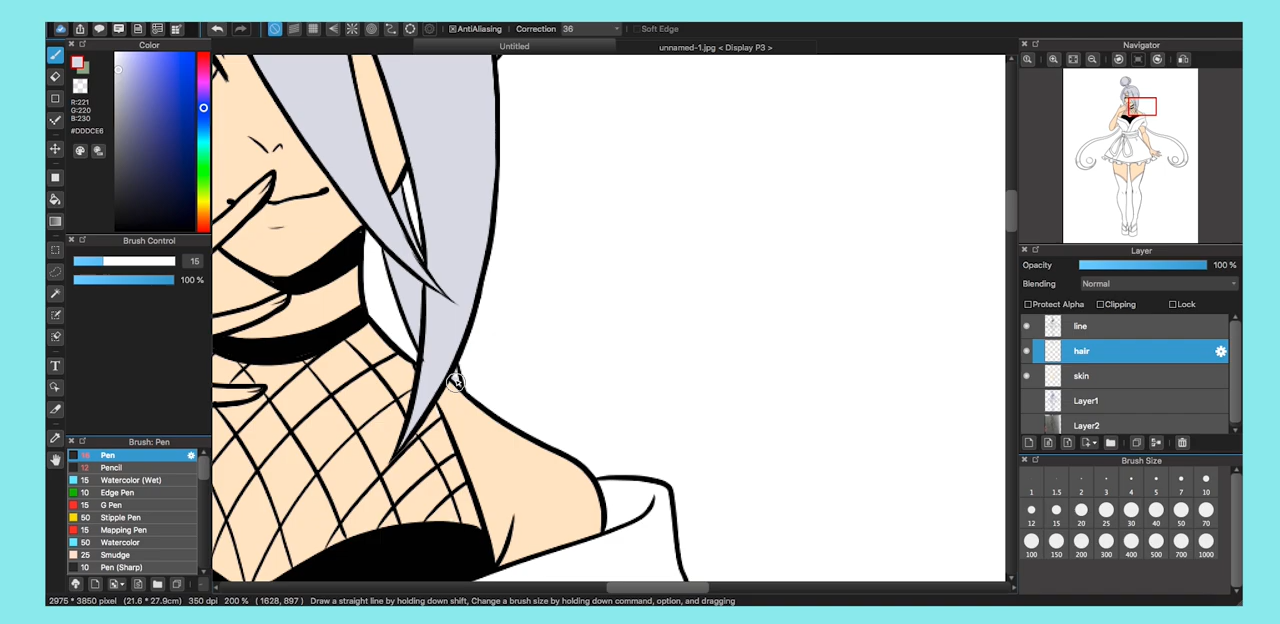 AntiAliasing Correction 36 Soft Edge
Color Untitled unnamed-1.jpg < Display P3 > Navigator
R:221
G:220
B:230
#DDDCE6
Brush Control
15
100 %
Layer
Opacity 100 %
Blending Normal
Protect Alpha Clipping Lock
line
hair
skin
Layer1
Layer2
T
Brush: Pen
16 Pen
12 Pencil
15 Watercolor (Wet)
10 Edge Pen
15 G Pen
50 Stipple Pen
15 Mapping Pen
50 Watercolor
25 Smudge
10 Pen (Sharp)
Brush Size
1 1.5 2 3 4 5 7 10
12 15 20 25 30 40 50 70
100 150 200 300 400 500 700 1000
2975 * 3850 pixel (21.6 * 27.9cm) 350 dpi 200 % ( 1628, 897 ) Draw a straight line by holding down shift, Change a brush size by holding down command, option, and dragging